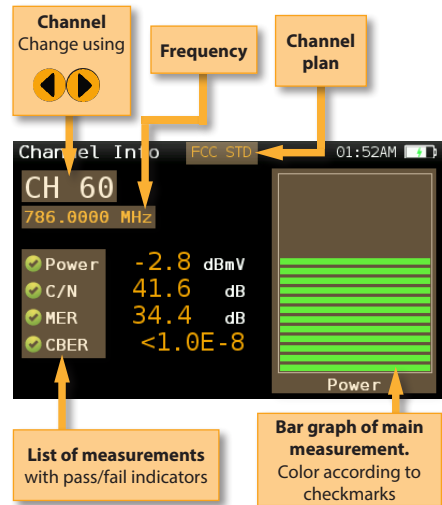 Channel
Change using
Frequency
Channel
plan
Channel Info FCC STD 01:52AM
CH 60
786.0000 MHz
Power -2.8 dBmV
C/N 41.6 dB
MER 34.4 dB
CBER <1.0E-8
Power
List of measurements
with pass/fail indicators
Bar graph of main
measurement.
Color according to
checkmarks